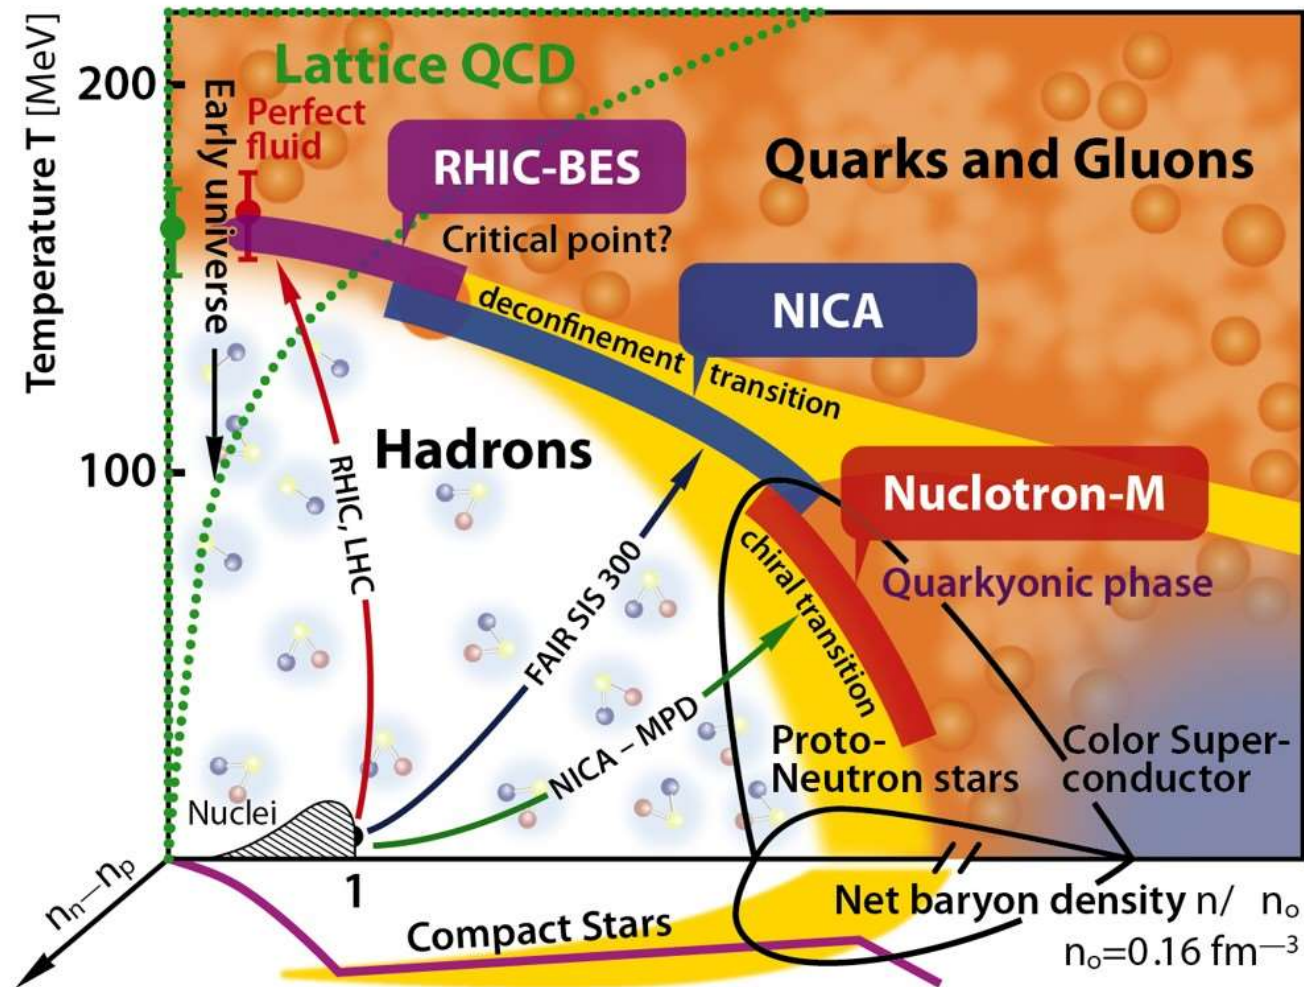 Temperature T [MeV]
200
100
Lattice QCD
Early universe
Perfect
fluid
RHIC-BES
Critical point?
Quarks and Gluons
NICA
deconfinement transition
Hadrons
Nuclotron-M
Quarkyonic phase
chiral transition
RHIC, LHC
FAIR SIS 300
NICA – MPD
Proto-
Neutron stars
Color Super-
conductor
Nuclei
1
nₙ–nₚ
Compact Stars
Net baryon density n/ nₒ
nₒ=0.16 fm⁻³